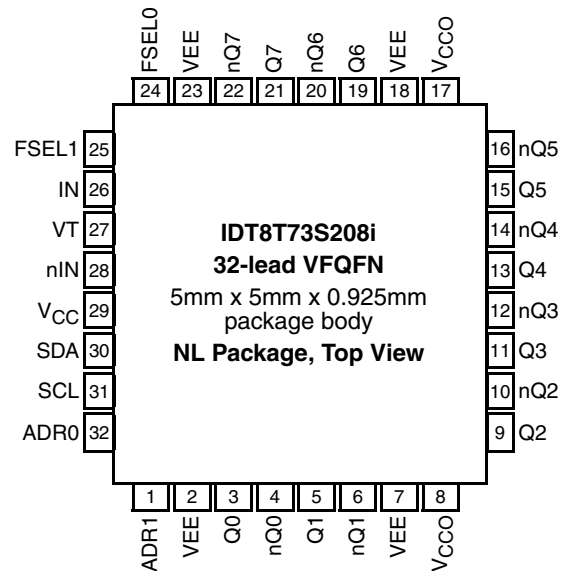 FSEL0 VEE nQ7 Q7 nQ6 Q6 VEE VCCO
24 23 22 21 20 19 18 17
FSEL1 25
IN 26
VT 27
nIN 28
VCC 29
SDA 30
SCL 31
ADR0 32
IDT8T73S208i
32-lead VFQFN
5mm x 5mm x 0.925mm
package body
NL Package, Top View
16 nQ5
15 Q5
14 nQ4
13 Q4
12 nQ3
11 Q3
10 nQ2
9 Q2
1 2 3 4 5 6 7 8
ADR1 VEE Q0 nQ0 Q1 nQ1 VEE VCCO